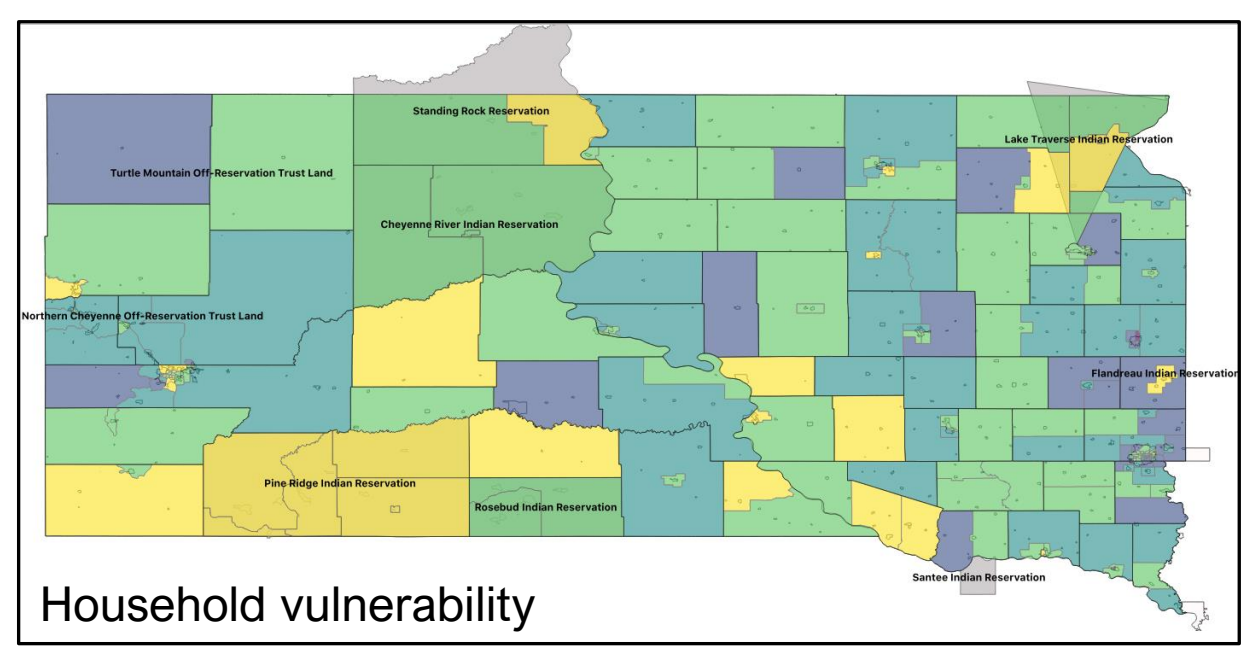 Standing Rock Reservation
Lake Traverse Indian Reservation
Turtle Mountain Off-Reservation Trust Land
Cheyenne River Indian Reservation
Northern Cheyenne Off-Reservation Trust Land
Flandreau Indian Reservation
Pine Ridge Indian Reservation
Rosebud Indian Reservation
Santee Indian Reservation
Household vulnerability